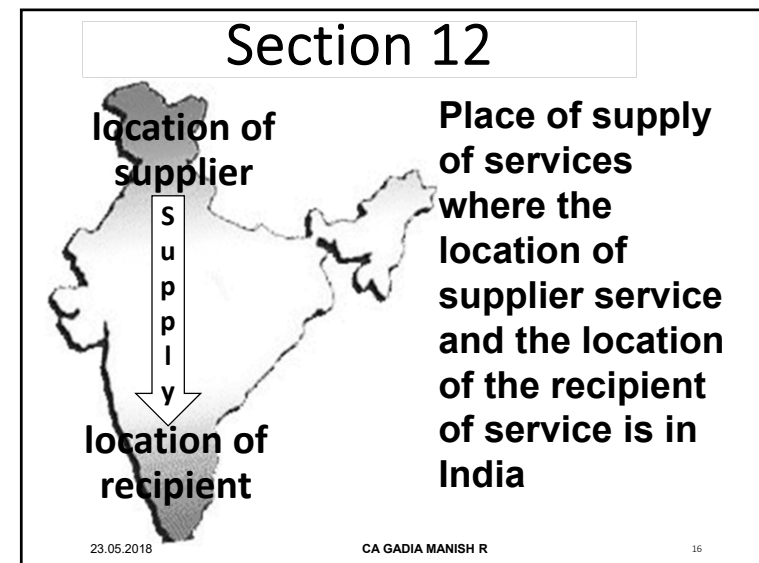 Section 12
location of
supplier
Supply
location of
recipient
Place of supply
of services
where the
location of
supplier service
and the location
of the recipient
of service is in
India
23.05.2018
CA GADIA MANISH R
16